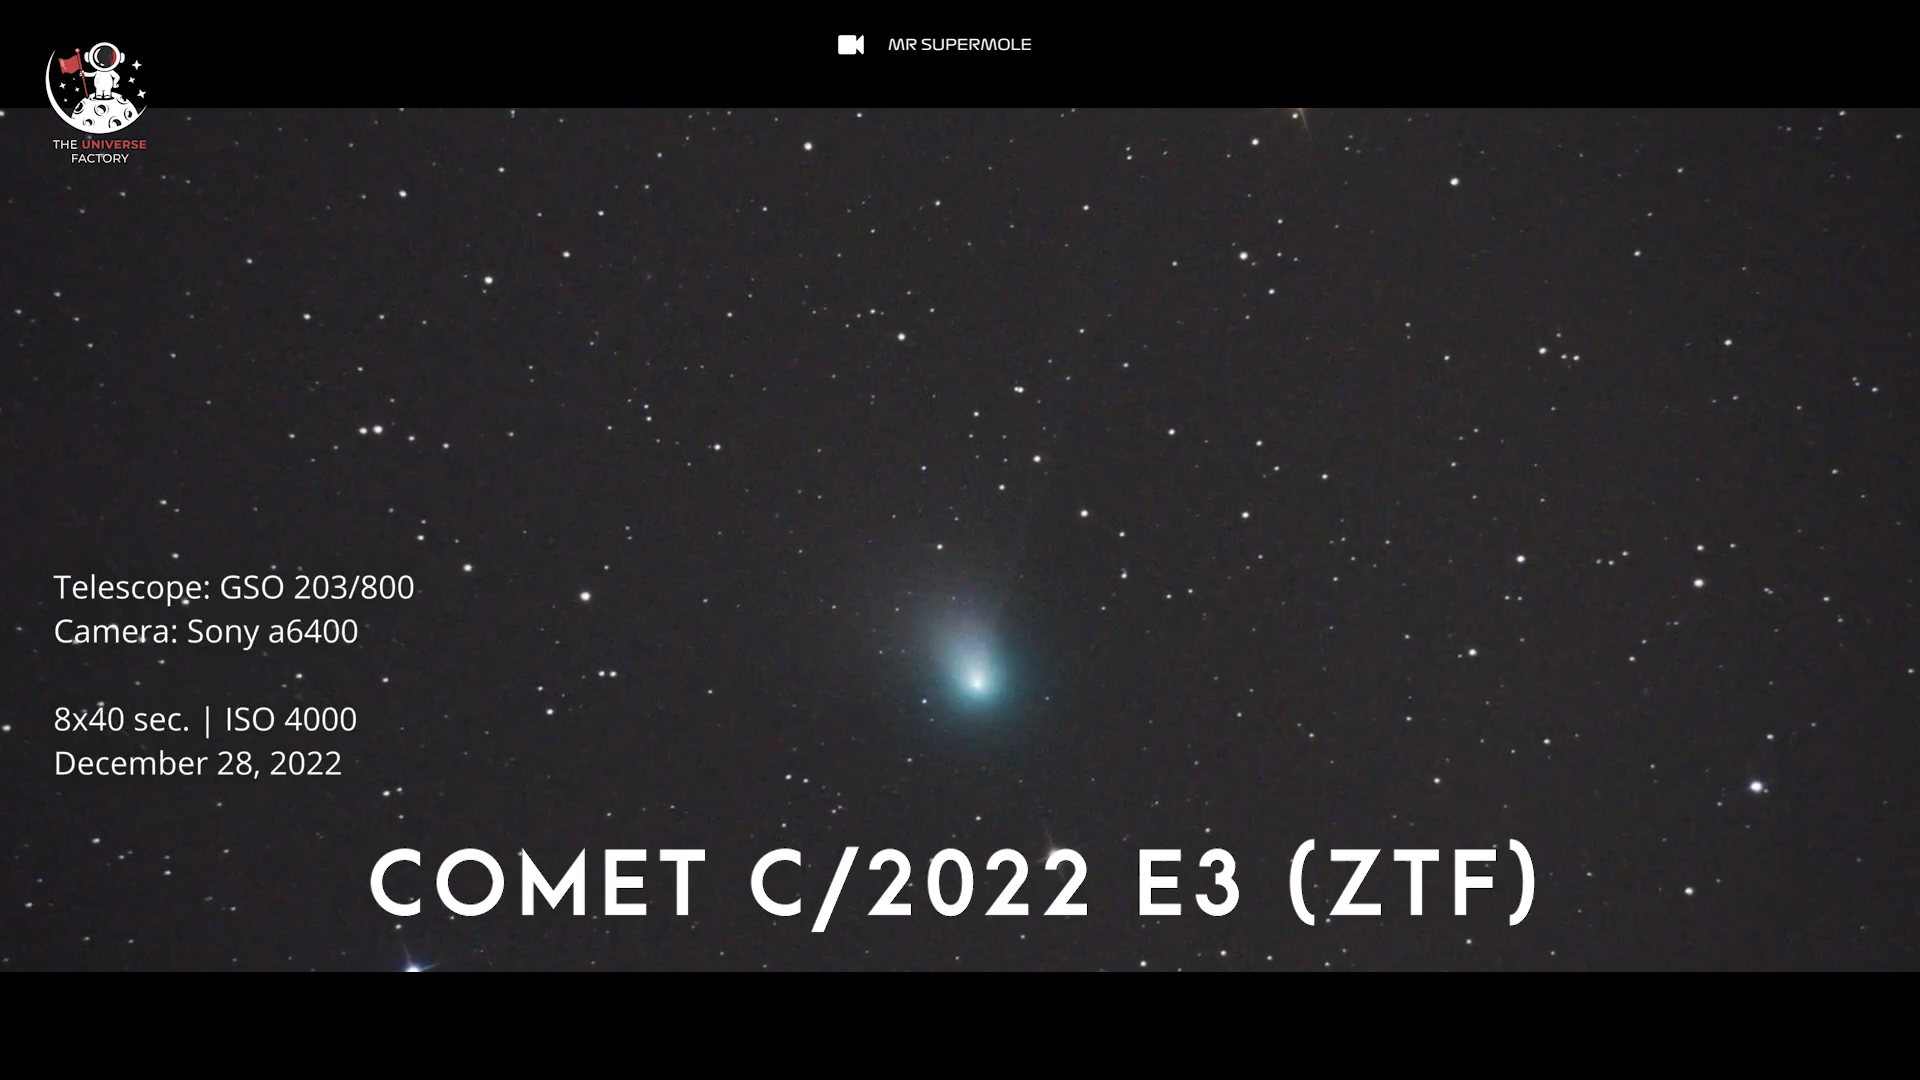 MR SUPERMOLE
THE UNIVERSE
FACTORY
Telescope: GSO 203/800
Camera: Sony a6400
8x40 sec. | ISO 4000
December 28, 2022
COMET C/2022 E3 (ZTF)